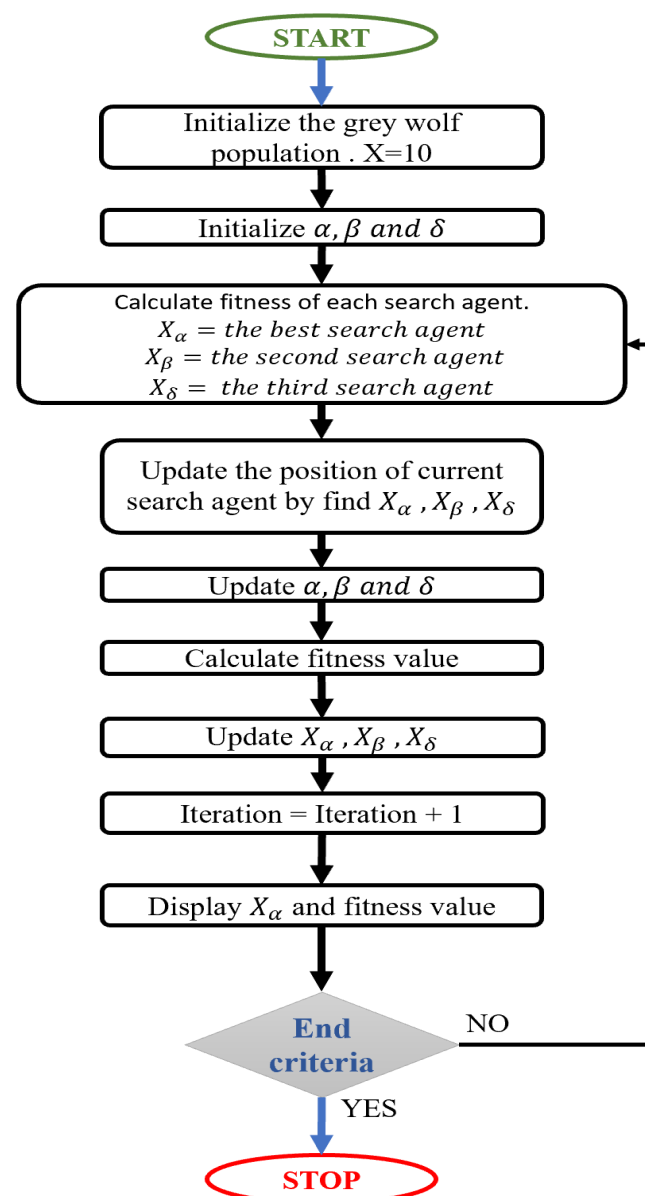 START
Initialize the grey wolf
population . X=10
Initialize α, β and δ
Calculate fitness of each search agent.
Xα = the best search agent
Xβ = the second search agent
Xδ = the third search agent
Update the position of current
search agent by find Xα , Xβ , Xδ
Update α, β and δ
Calculate fitness value
Update Xα , Xβ , Xδ
Iteration = Iteration + 1
Display Xα and fitness value
End
criteria
NO
YES
STOP